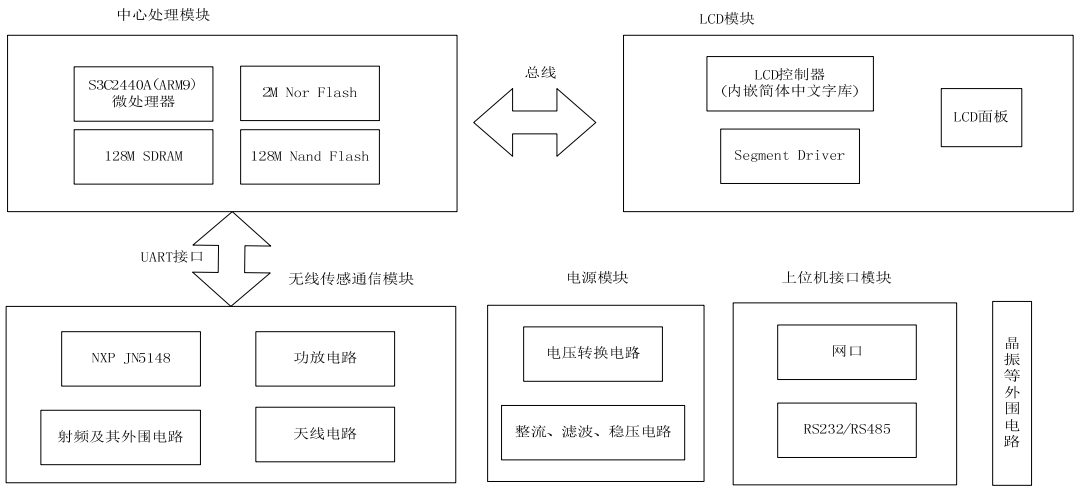 中心处理模块
S3C2440A(ARM9)
微处理器
2M Nor Flash
128M SDRAM
128M Nand Flash
总线
LCD模块
LCD控制器
(内嵌简体中文字库)
Segment Driver
LCD面板
UART接口
无线传感通信模块
NXP JN5148
功放电路
射频及其外围电路
天线电路
电源模块
电压转换电路
整流、滤波、稳压电路
上位机接口模块
网口
RS232/RS485
晶振等外围电路